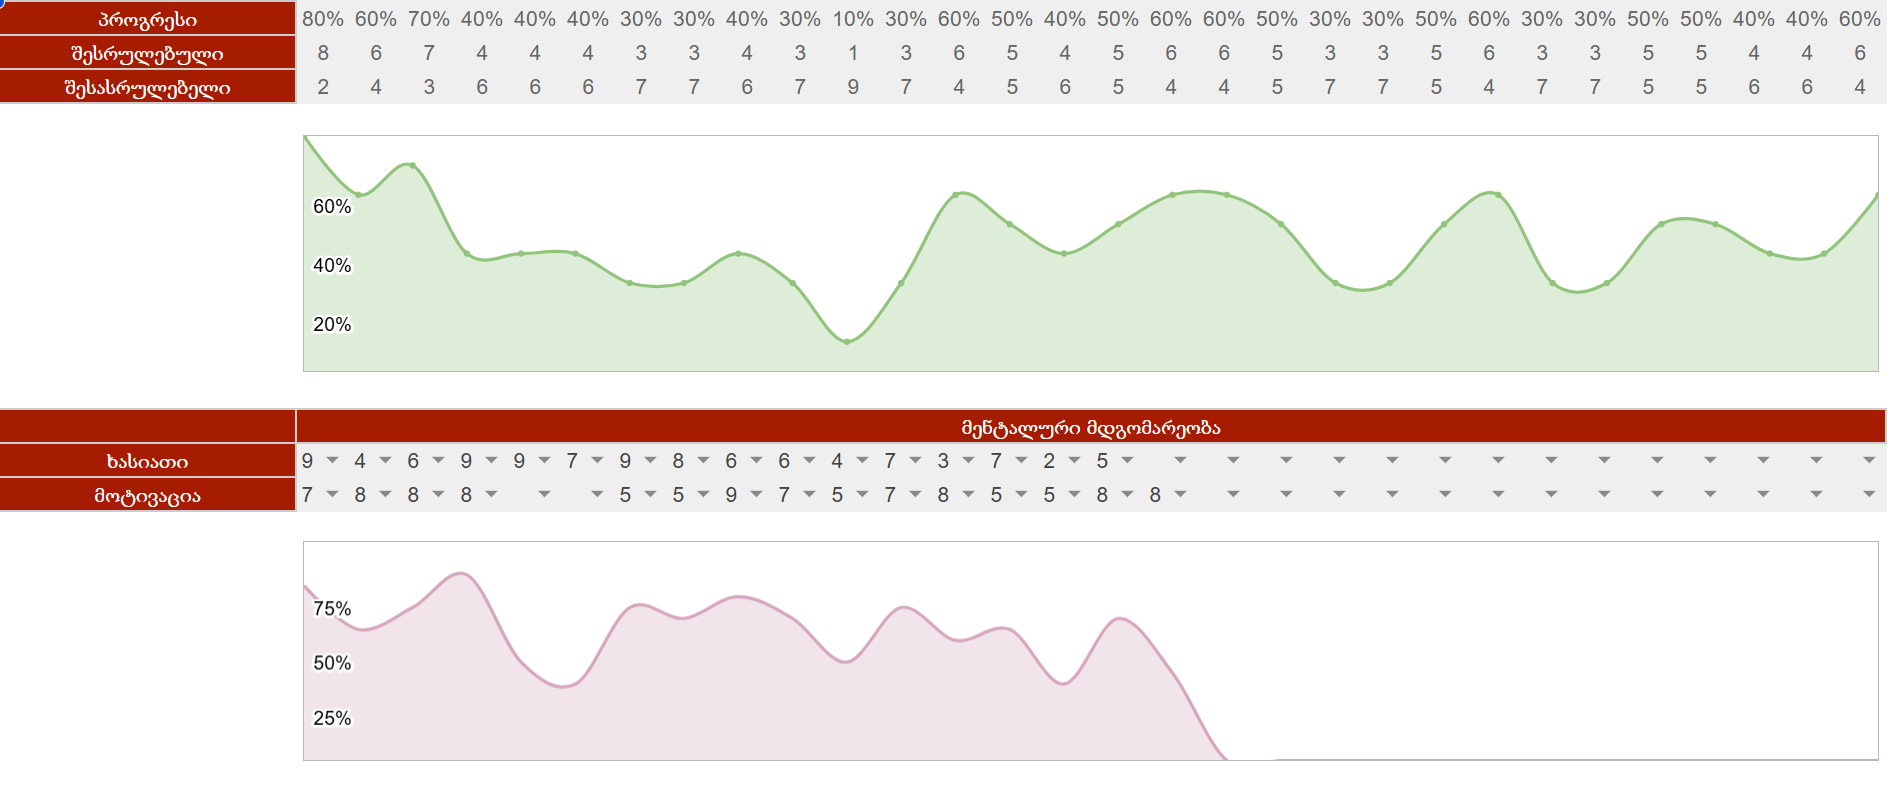 პროგრესი 80% 60% 70% 40% 40% 40% 30% 30% 40% 30% 10% 30% 60% 50% 40% 50% 60% 60% 50% 30% 30% 50% 60% 30% 30% 50% 50% 40% 40% 60%
შესრულებული 8 6 7 4 4 4 3 3 4 3 1 3 6 5 4 5 6 6 5 3 3 5 6 3 3 5 5 4 4 6
შესასრულებელი 2 4 3 6 6 6 7 7 6 7 9 7 4 5 6 5 4 4 5 7 7 5 4 7 7 5 5 6 6 4
60%
40%
20%
მენტალური მდგომარეობა
ხასიათი 9 4 6 9 9 7 9 8 6 6 4 7 3 7 2 5
მოტივაცია 7 8 8 8 5 5 9 7 5 7 8 5 5 8 8
75%
50%
25%